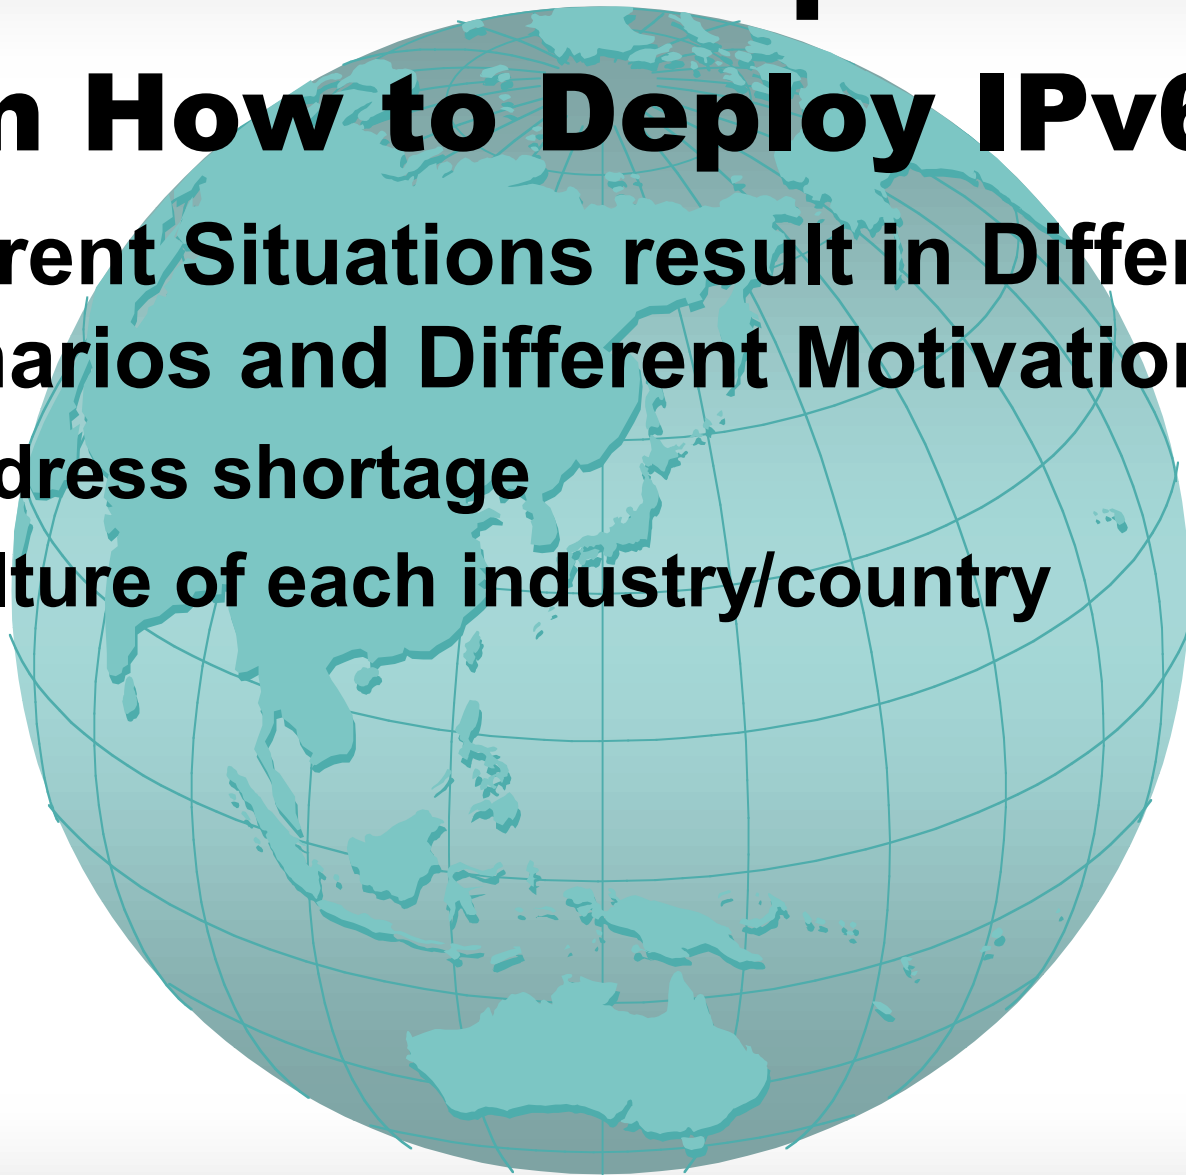 n How to Deploy IPv6
rent Situations result in Differ
narios and Different Motivation
dress shortage
lture of each industry/country